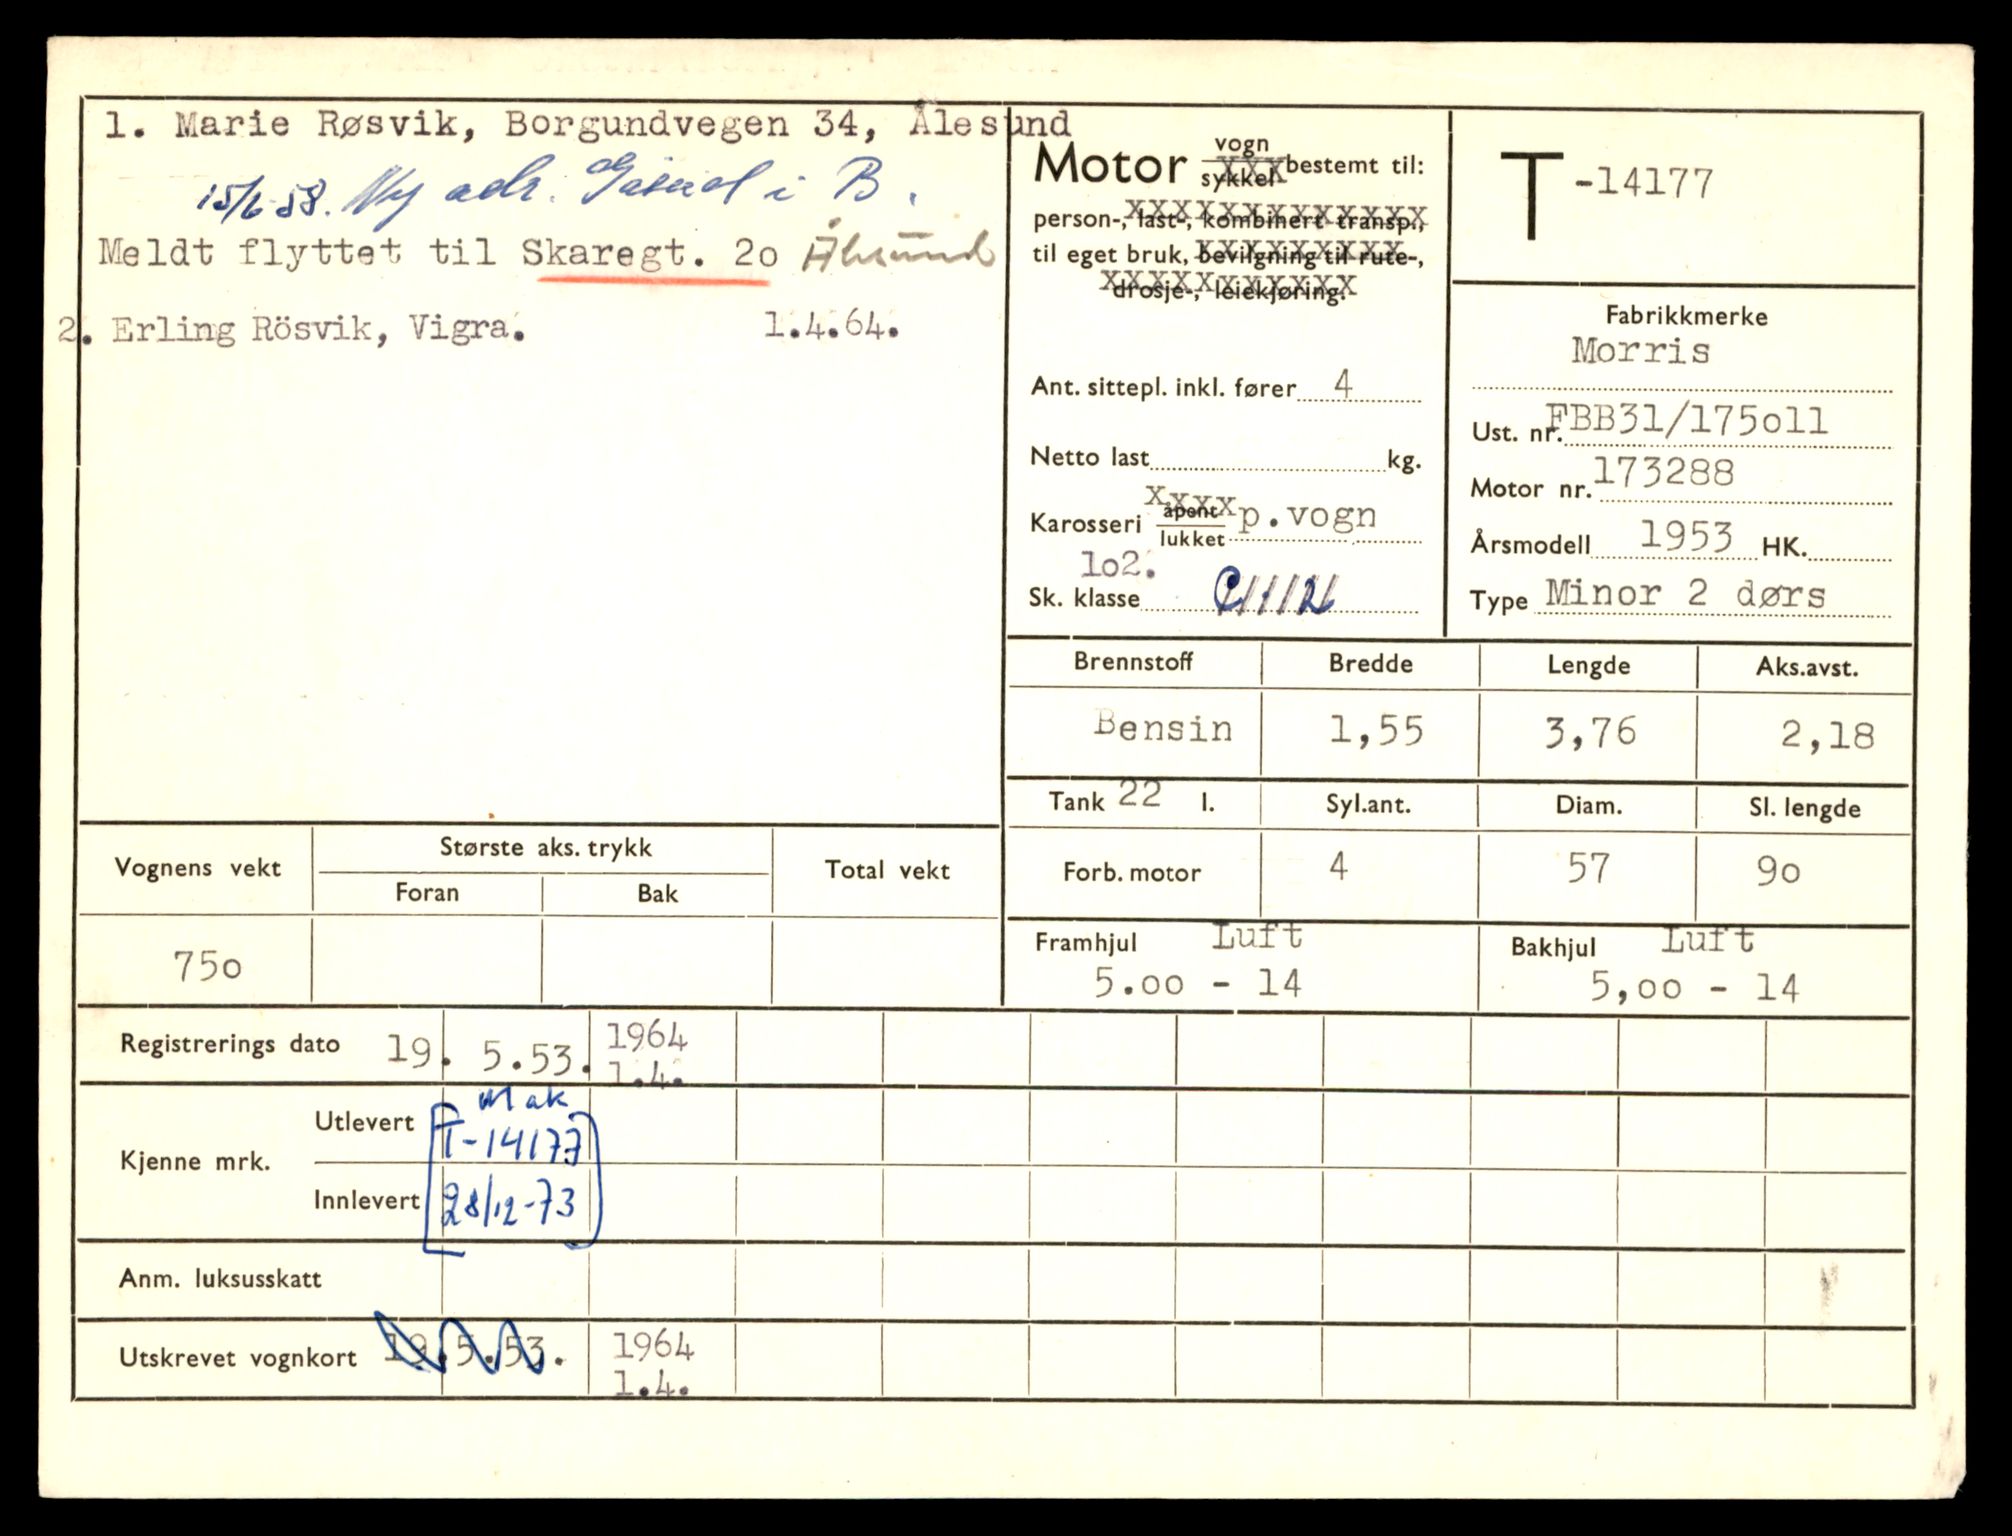 1. Marie Røsvik, Borgundvegen 34, Ålesund
15/6-58. Ny adr. i B.
Meldt flyttet til Skaregt. 2o Ålesund
2. Erling Rösvik, Vigra. 1.4.64.
Motor vogn sykkel bestemt til:
person-, last-, kombinert transp.,
til eget bruk, bevilgning til rute-,
drosje-, leiekjøring.
Ant. sittepl. inkl. fører 4
Netto last kg.
Karosseri åpent lukket p.vogn
1o2.
Sk. klasse
T -14177
Fabrikkmerke
Morris
Ust. nr. FBB31/175o11
Motor nr. 173288
Årsmodell 1953 HK.
Type Minor 2 dørs
Brennstoff Bredde Lengde Aks.avst.
Bensin 1,55 3,76 2,18
Tank 22 l. Syl.ant. Diam. Sl. lengde
Forb. motor 4 57 9o
Framhjul Luft Bakhjul Luft
5.oo - 14 5,oo - 14
Vognens vekt Største aks. trykk Total vekt
Foran Bak
75o
Registrerings dato 19. 5.53. 1964
1.4.
Mak
Kjenne mrk. Utlevert T-14177
Innlevert 28/12-73
Anm. luksusskatt
Utskrevet vognkort 19.5.53. 1964
1.4.